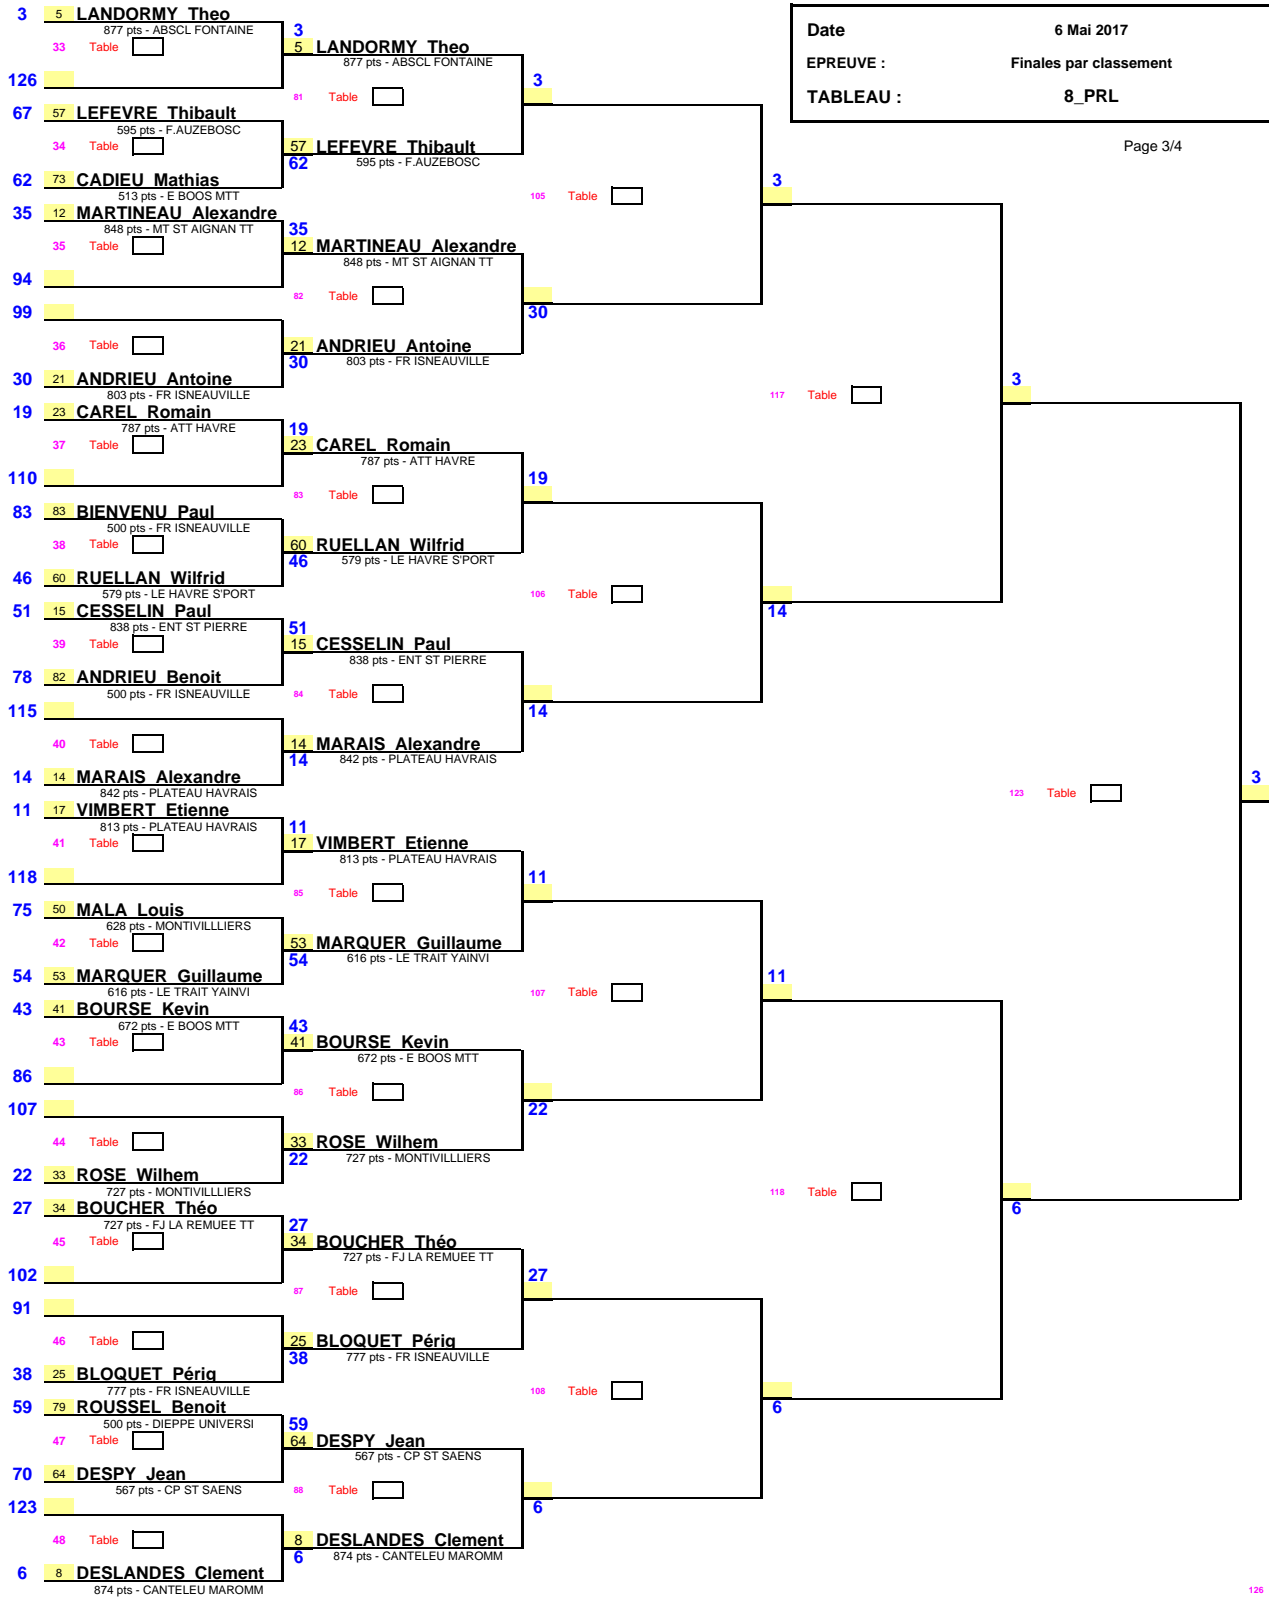 Date 6 Mai 2017
EPREUVE : Finales par classement
TABLEAU : 8_PRL
Page 3/4
3 5 LANDORMY Theo
877 pts - ABSCL FONTAINE
33 Table
126
67 57 LEFEVRE Thibault
595 pts - F.AUZEBOSC
34 Table
62 73 CADIEU Mathias
513 pts - E BOOS MTT
35 12 MARTINEAU Alexandre
848 pts - MT ST AIGNAN TT
35 Table
94
99
36 Table
30 21 ANDRIEU Antoine
803 pts - FR ISNEAUVILLE
19 23 CAREL Romain
787 pts - ATT HAVRE
37 Table
110
83 83 BIENVENU Paul
500 pts - FR ISNEAUVILLE
38 Table
46 60 RUELLAN Wilfrid
579 pts - LE HAVRE S'PORT
51 15 CESSELIN Paul
838 pts - ENT ST PIERRE
39 Table
78 82 ANDRIEU Benoit
500 pts - FR ISNEAUVILLE
115
40 Table
14 14 MARAIS Alexandre
842 pts - PLATEAU HAVRAIS
11 17 VIMBERT Etienne
813 pts - PLATEAU HAVRAIS
41 Table
118
75 50 MALA Louis
628 pts - MONTIVILLLIERS
42 Table
54 53 MARQUER Guillaume
616 pts - LE TRAIT YAINVI
43 41 BOURSE Kevin
672 pts - E BOOS MTT
43 Table
86
107
44 Table
22 33 ROSE Wilhem
727 pts - MONTIVILLLIERS
27 34 BOUCHER Théo
727 pts - FJ LA REMUEE TT
45 Table
102
91
46 Table
38 25 BLOQUET Périq
777 pts - FR ISNEAUVILLE
59 79 ROUSSEL Benoit
500 pts - DIEPPE UNIVERSI
47 Table
70 64 DESPY Jean
567 pts - CP ST SAENS
123
48 Table
6 8 DESLANDES Clement
874 pts - CANTELEU MAROMM
3
5 LANDORMY Theo
877 pts - ABSCL FONTAINE
81 Table
57 LEFEVRE Thibault
62
595 pts - F.AUZEBOSC
35
12 MARTINEAU Alexandre
848 pts - MT ST AIGNAN TT
82 Table
21 ANDRIEU Antoine
30
803 pts - FR ISNEAUVILLE
19
23 CAREL Romain
787 pts - ATT HAVRE
83 Table
60 RUELLAN Wilfrid
46
579 pts - LE HAVRE S'PORT
51
15 CESSELIN Paul
838 pts - ENT ST PIERRE
84 Table
14 MARAIS Alexandre
14
842 pts - PLATEAU HAVRAIS
11
17 VIMBERT Etienne
813 pts - PLATEAU HAVRAIS
85 Table
53 MARQUER Guillaume
54
616 pts - LE TRAIT YAINVI
43
41 BOURSE Kevin
672 pts - E BOOS MTT
86 Table
33 ROSE Wilhem
22
727 pts - MONTIVILLLIERS
27
34 BOUCHER Théo
727 pts - FJ LA REMUEE TT
87 Table
25 BLOQUET Périq
38
777 pts - FR ISNEAUVILLE
59
64 DESPY Jean
567 pts - CP ST SAENS
88 Table
8 DESLANDES Clement
6
874 pts - CANTELEU MAROMM
3
105 Table
30
19
106 Table
14
11
107 Table
22
27
108 Table
6
3
117 Table
14
11
118 Table
6
3
123 Table
6
3
126